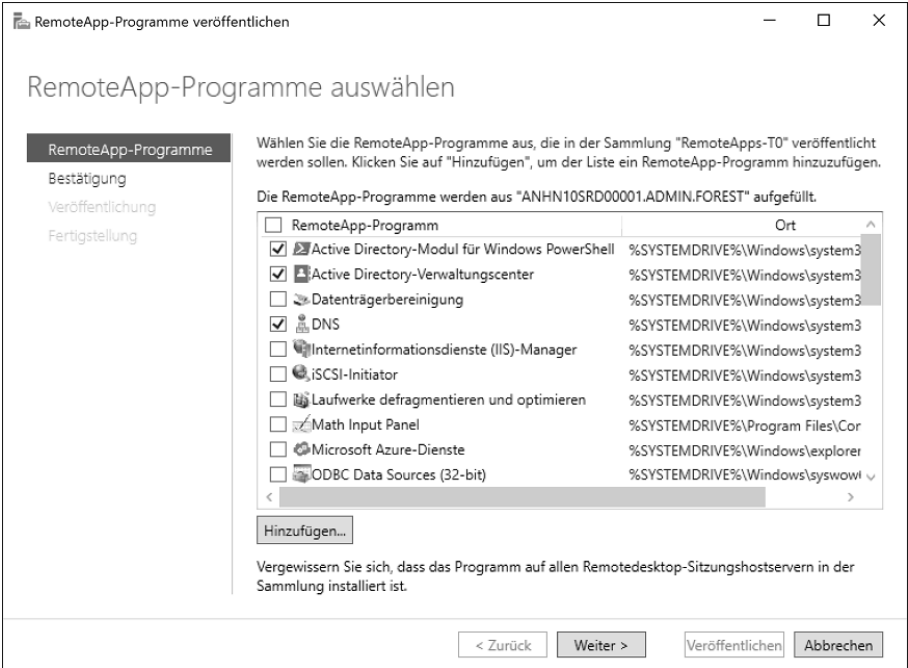 RemoteApp-Programme veröffentlichen
RemoteApp-Programme auswählen
RemoteApp-Programme
Bestätigung
Veröffentlichung
Fertigstellung
Wählen Sie die RemoteApp-Programme aus, die in der Sammlung "RemoteApps-T0" veröffentlicht
werden sollen. Klicken Sie auf "Hinzufügen", um der Liste ein RemoteApp-Programm hinzuzufügen.
Die RemoteApp-Programme werden aus "ANHN10SRD00001.ADMIN.FOREST" aufgefüllt.
RemoteApp-Programm Ort
Active Directory-Modul für Windows PowerShell %SYSTEMDRIVE%\Windows\system3
Active Directory-Verwaltungscenter %SYSTEMDRIVE%\Windows\system3
Datenträgerbereinigung %SYSTEMDRIVE%\Windows\system3
DNS %SYSTEMDRIVE%\Windows\system3
Internetinformationsdienste (IIS)-Manager %SYSTEMDRIVE%\Windows\system3
iSCSI-Initiator %SYSTEMDRIVE%\Windows\system3
Laufwerke defragmentieren und optimieren %SYSTEMDRIVE%\Windows\system3
Math Input Panel %SYSTEMDRIVE%\Program Files\Cor
Microsoft Azure-Dienste %SYSTEMDRIVE%\Windows\explorer
ODBC Data Sources (32-bit) %SYSTEMDRIVE%\Windows\syswow
Hinzufügen...
Vergewissern Sie sich, dass das Programm auf allen Remotedesktop-Sitzungshostservern in der
Sammlung installiert ist.
< Zurück Weiter > Veröffentlichen Abbrechen